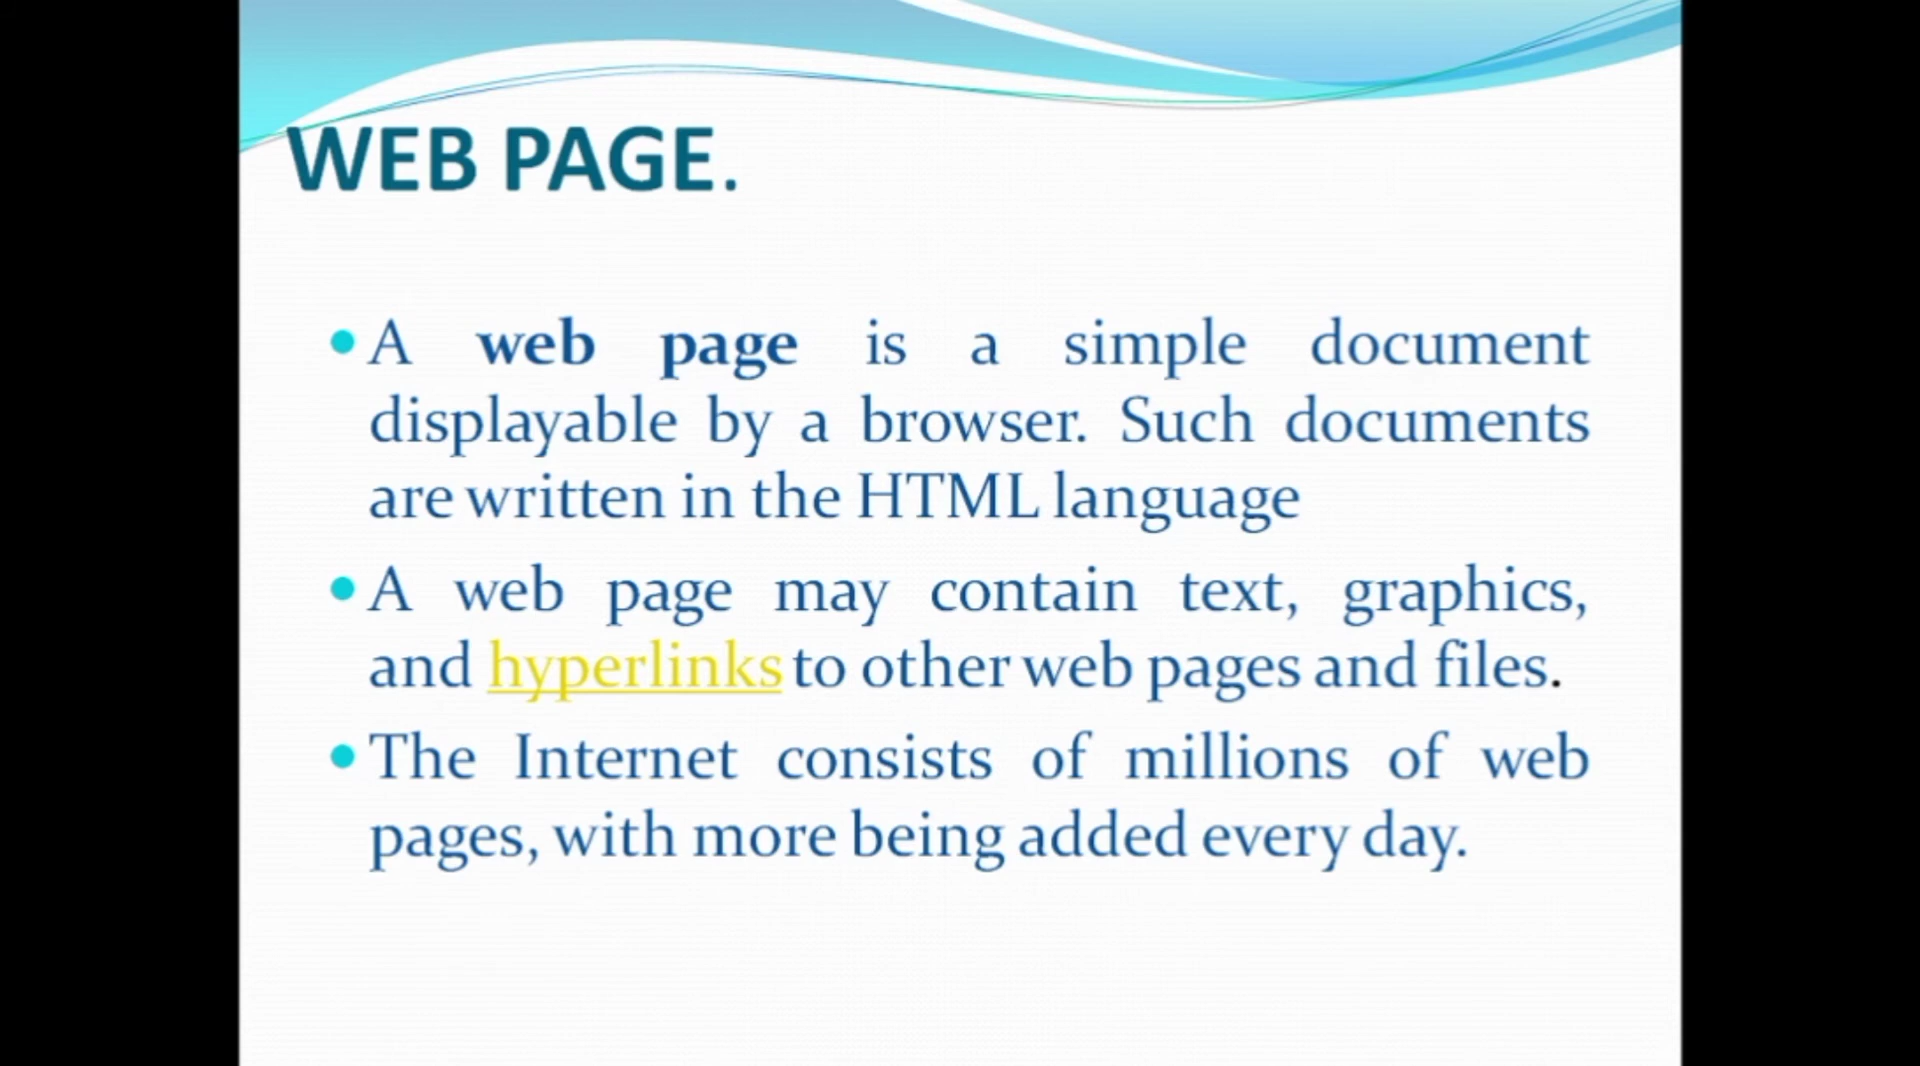 WEB PAGE.
A web page is a simple document
displayable by a browser. Such documents
are written in the HTML language
A web page may contain text, graphics,
and hyperlinks to other web pages and files.
The Internet consists of millions of web
pages, with more being added every day.